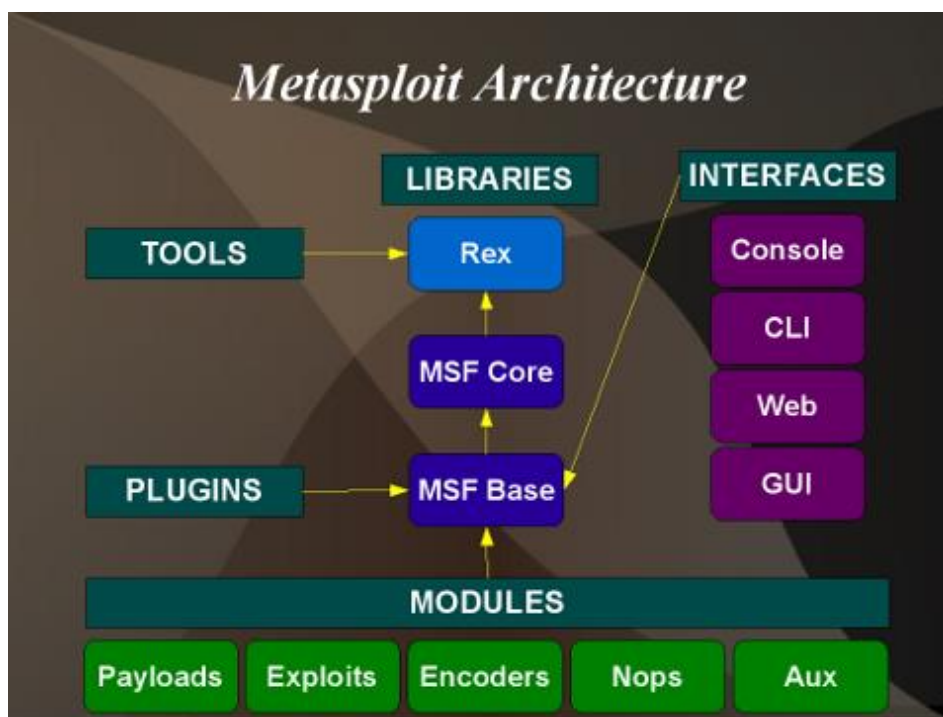 Metasploit Architecture
LIBRARIES
INTERFACES
TOOLS
Rex
Console
MSF Core
CLI
Web
PLUGINS
MSF Base
GUI
MODULES
Payloads
Exploits
Encoders
Nops
Aux